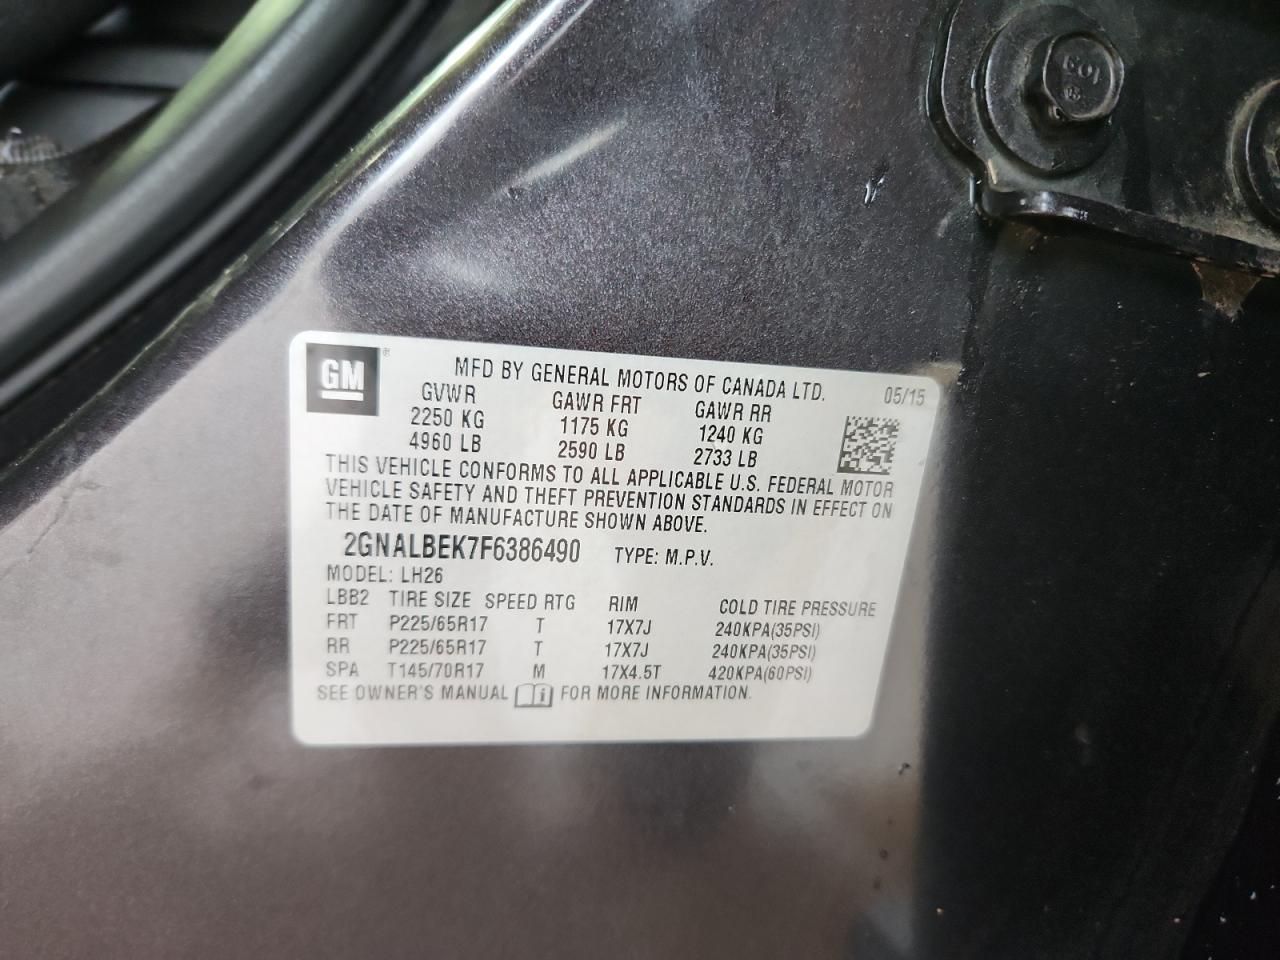 GM ® MFD BY GENERAL MOTORS OF CANADA LTD. 05/15
GVWR GAWR FRT GAWR RR
2250 KG 1175 KG 1240 KG
4960 LB 2590 LB 2733 LB
THIS VEHICLE CONFORMS TO ALL APPLICABLE U.S. FEDERAL MOTOR
VEHICLE SAFETY AND THEFT PREVENTION STANDARDS IN EFFECT ON
THE DATE OF MANUFACTURE SHOWN ABOVE.
2GNALBEK7F6386490 TYPE: M.P.V.
MODEL: LH26
LBB2 TIRE SIZE SPEED RTG RIM COLD TIRE PRESSURE
FRT P225/65R17 T 17X7J 240KPA(35PSI)
RR P225/65R17 T 17X7J 240KPA(35PSI)
SPA T145/70R17 M 17X4.5T 420KPA(60PSI)
SEE OWNER'S MANUAL i FOR MORE INFORMATION.